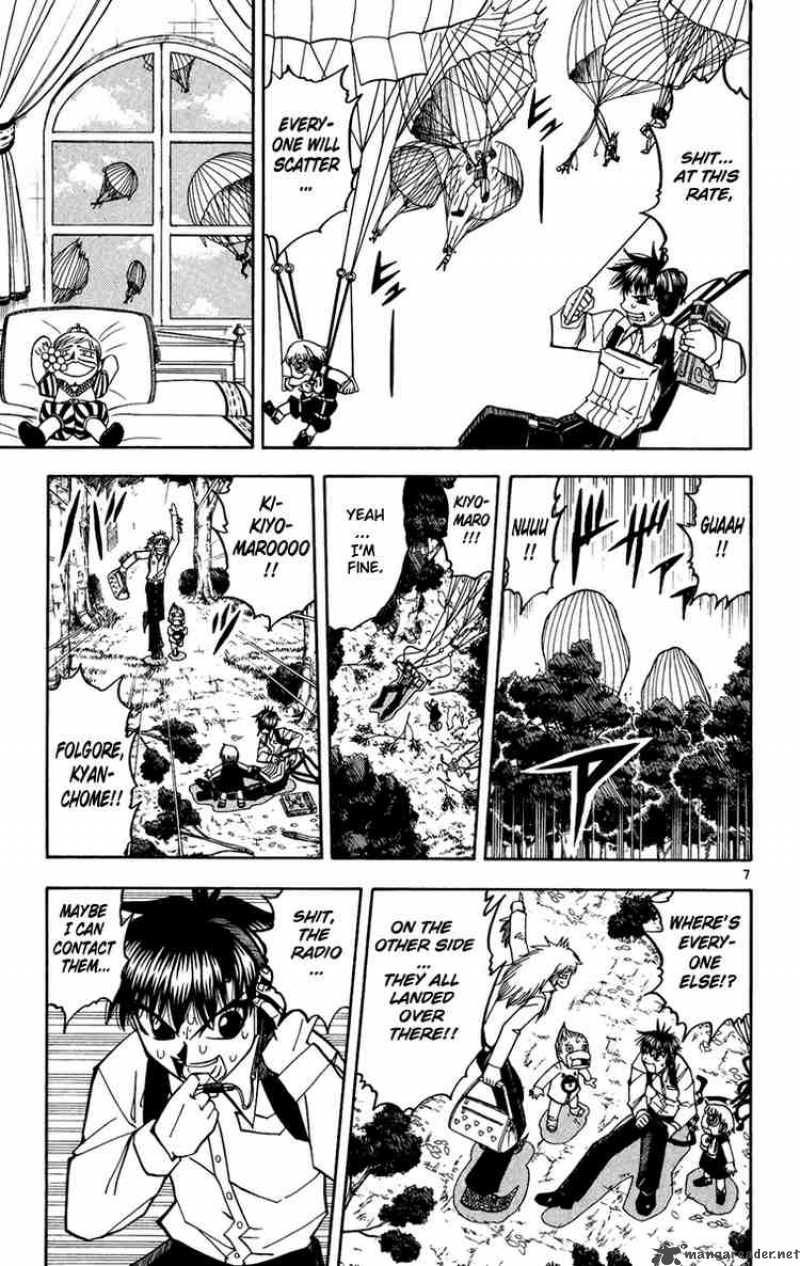 SHIT...
AT THIS
RATE,
EVERY-
ONE WILL
SCATTER
...
GUAAH
!!
NUUU
!!
KIYO-
MARO
!!!
YEAH
...
I'M
FINE.
KI-
KIYO-
MAROOOO
!!
FOLGORE,
KYAN-
CHOME!!
7
WHERE'S
EVERY-
ONE
ELSE!?
ON THE
OTHER SIDE
...
THEY ALL
LANDED
OVER
THERE!!
SHIT,
THE
RADIO
...
MAYBE
I CAN
CONTACT
THEM...
mangareader.net